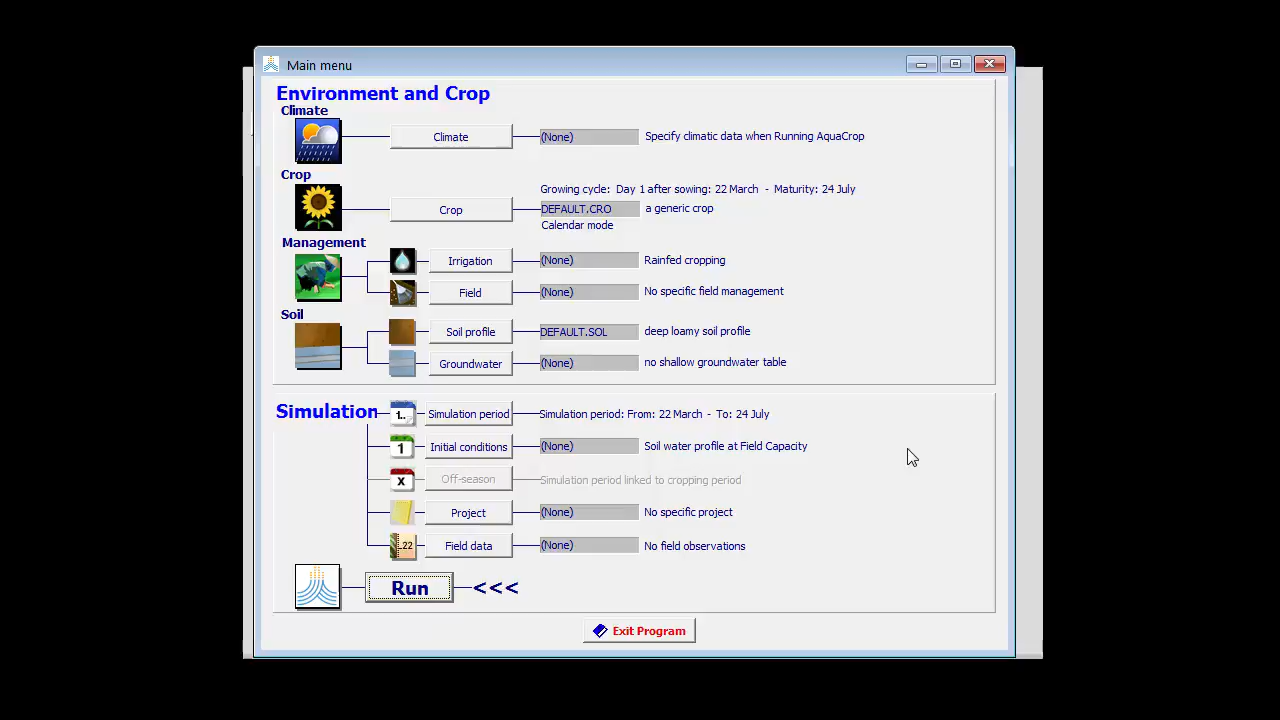 Main menu
Environment and Crop
Climate
Climate (None) Specify climatic data when Running AquaCrop
Crop
Growing cycle: Day 1 after sowing: 22 March - Maturity: 24 July
Crop DEFAULT.CRO a generic crop
Calendar mode
Management
Irrigation (None) Rainfed cropping
Field (None) No specific field management
Soil
Soil profile DEFAULT.SOL deep loamy soil profile
Groundwater (None) no shallow groundwater table
Simulation 1.. Simulation period Simulation period: From: 22 March - To: 24 July
1 Initial conditions (None) Soil water profile at Field Capacity
X Off-season Simulation period linked to cropping period
Project (None) No specific project
.22 Field data (None) No field observations
Run <<<
Exit Program